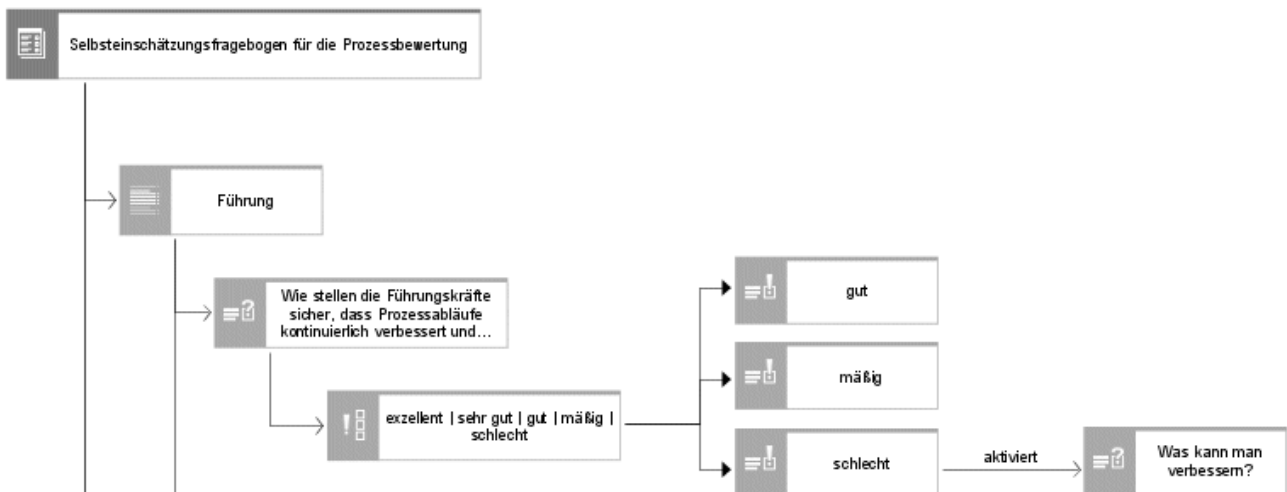 Selbsteinschätzungsfragebogen für die Prozessbewertung
Führung
Wie stellen die Führungskräfte
sicher, dass Prozessabläufe
kontinuierlich verbessert und...
gut
mäßig
exzellent | sehr gut | gut | mäßig |
schlecht
schlecht
aktiviert
Was kann man
verbessern?